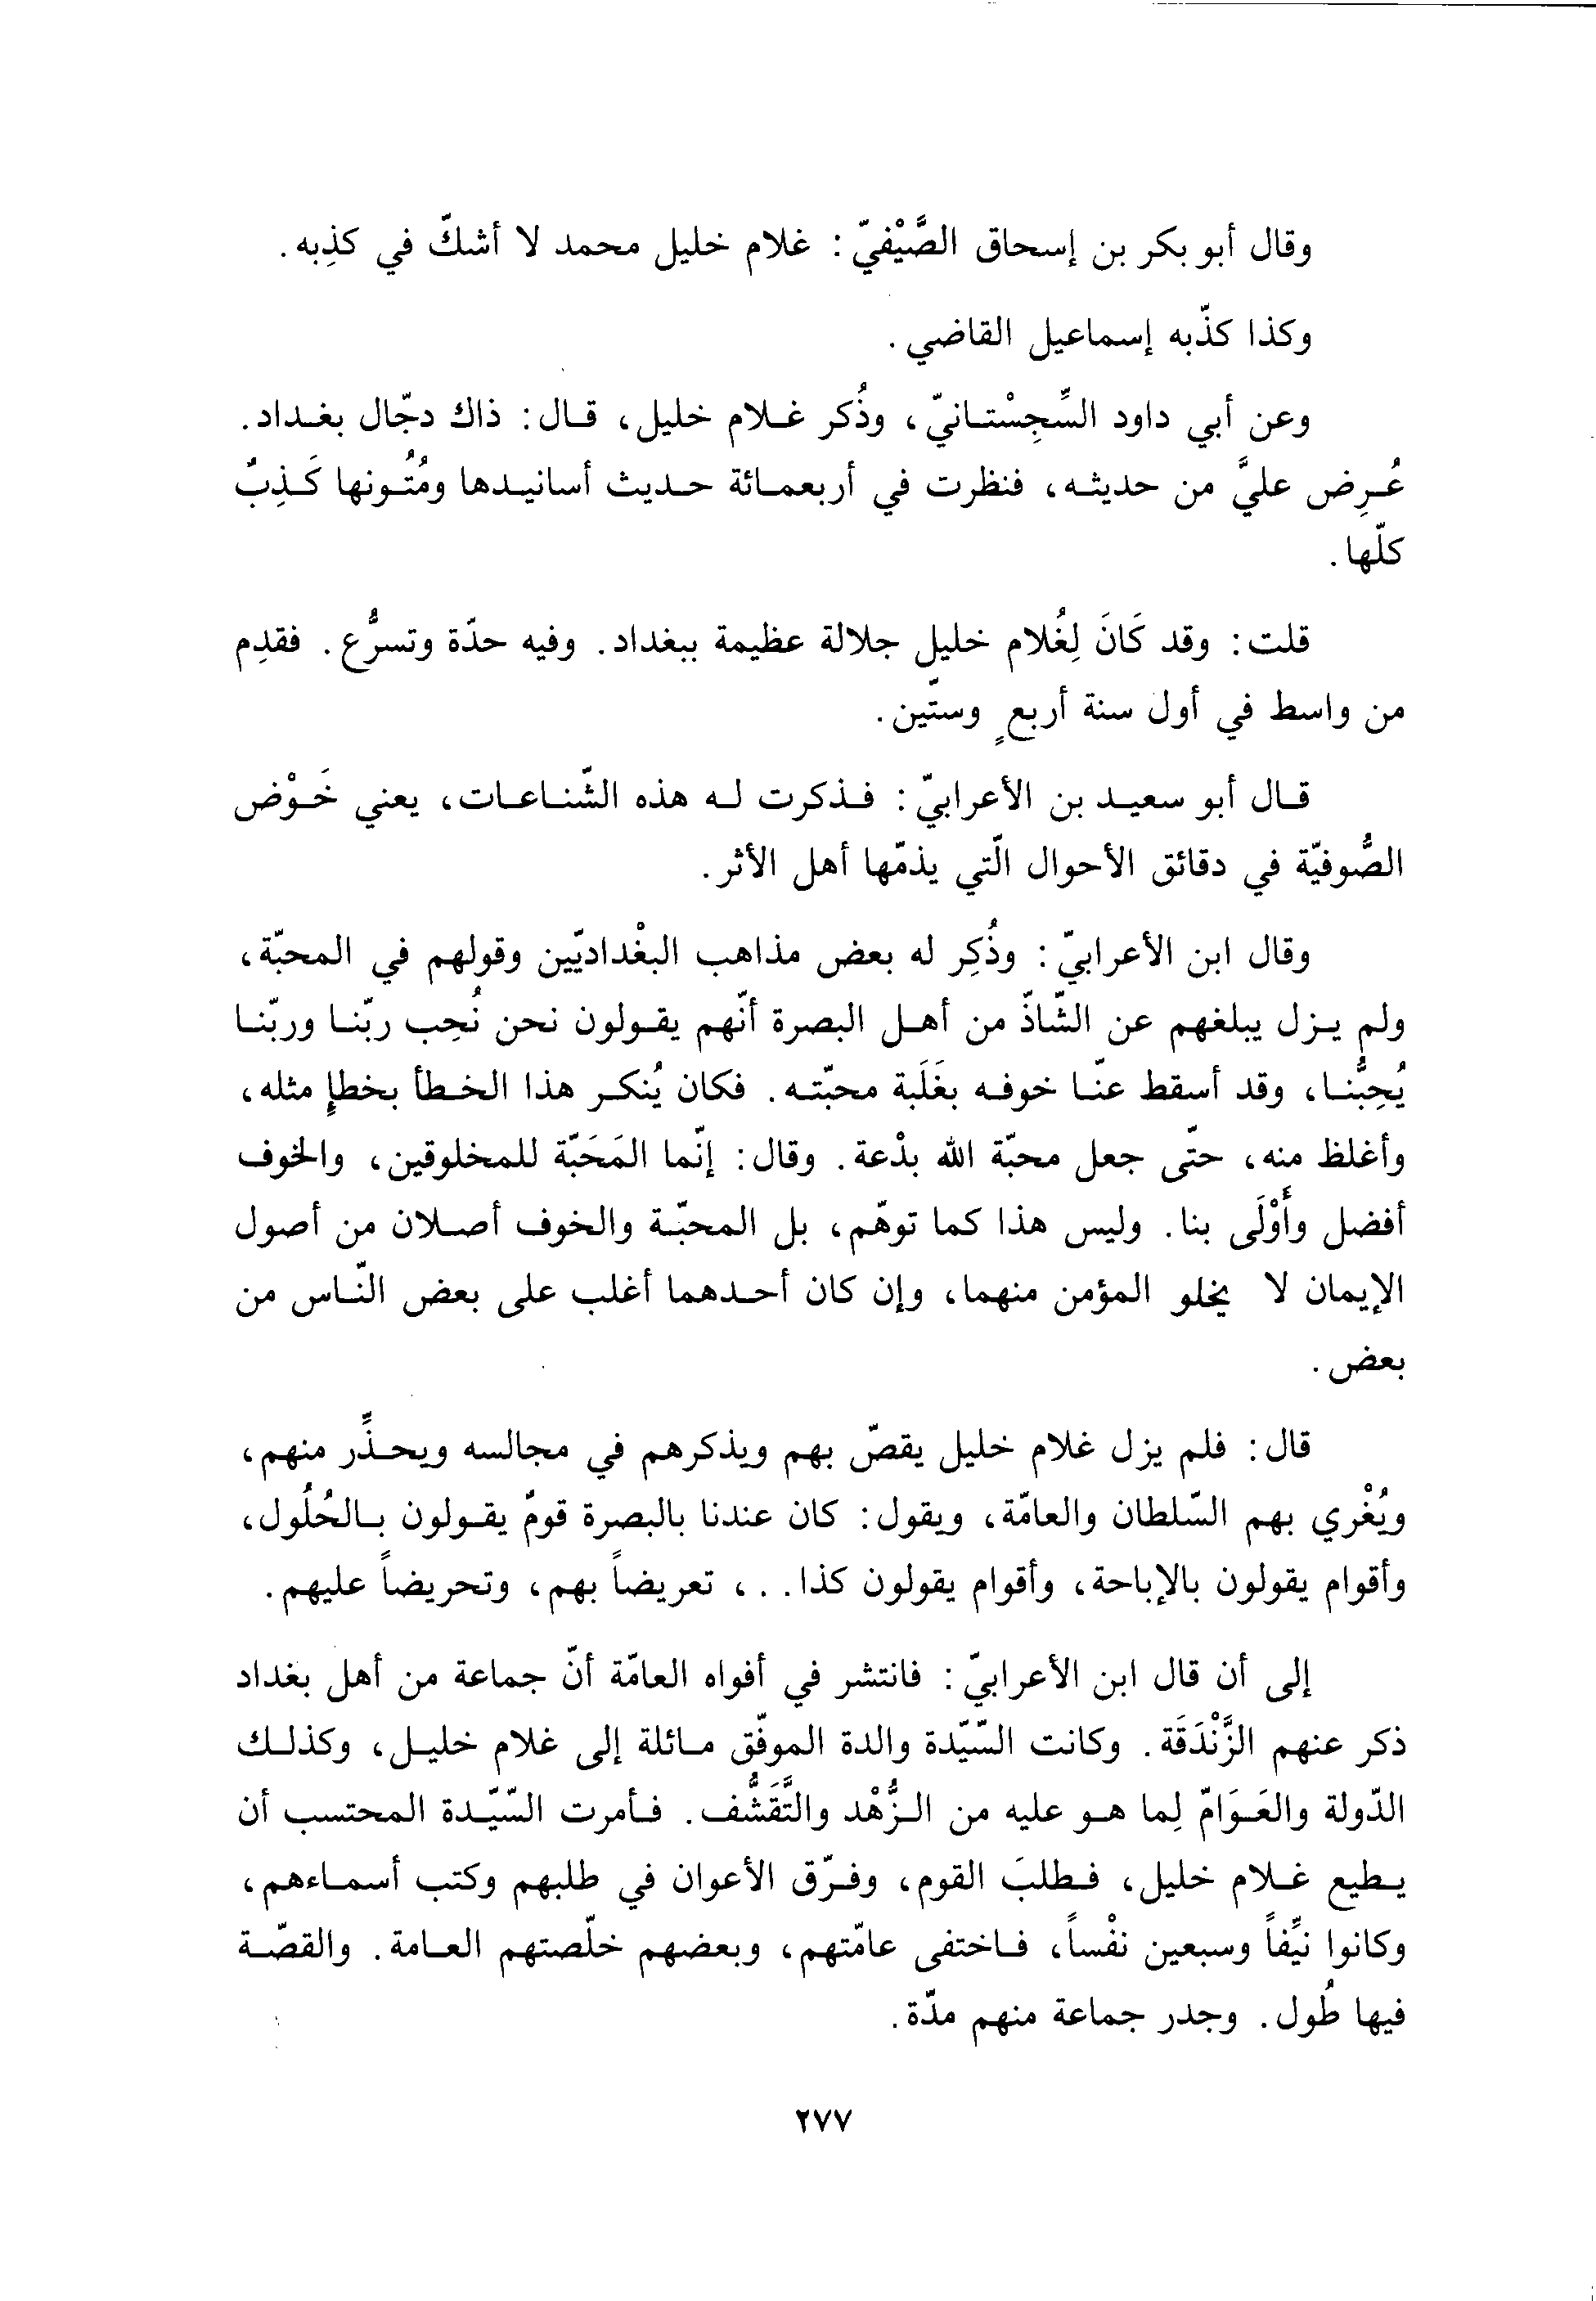 وقال أبو بكر بن إسحاق الصَّيْفيّ: غلام خليل محمد لا أشكّ في كذِبه.
وكذا كذّبه إسماعيل القاضي.
وعن أبي داود السِّجِسْتانيّ، وذُكر غلام خليل، قال: ذاك دجّال بغداد.
عُرِض عليَّ من حديثه، فنظرت في أربعمائة حديث أسانيدها ومُتُونها كَذِبٌ
كلّها.
قلت: وقد كَانَ لِغُلام خليل جلالة عظيمة ببغداد. وفيه حدّة وتسرُّع. فقدِم
من واسط في أول سنة أربعٍ وستّين.
قال أبو سعيد بن الأعرابيّ: فذكرت له هذه الشّناعات، يعني خَوْض
الصُّوفيّة في دقائق الأحوال الّتي يذمّها أهل الأثر.
وقال ابن الأعرابيّ: وذُكِر له بعض مذاهب البغْداديّين وقولهم في المحبّة،
ولم يزل يبلغهم عن الشّاذّ من أهل البصرة أنّهم يقولون نحن نُحِب ربّنا وربّنا
يُحِبُّنا، وقد أسقط عنّا خوفه بغَلَبة محبّته. فكان يُنكر هذا الخطأ بخطإٍ مثله،
وأغلظ منه، حتّى جعل محبّة الله بدْعة. وقال: إنّما المَحَبّة للمخلوقين، والخوف
أفضل وأَوْلَى بنا. وليس هذا كما توهّم، بل المحبّة والخوف أصلان من أصول
الإيمان لا يخلو المؤمن منهما، وإن كان أحدهما أغلب على بعض النّاس من
بعض.
قال: فلم يزل غلام خليل يقصّ بهم ويذكرهم في مجالسه ويحذِّر منهم،
ويُغْري بهم السّلطان والعامّة، ويقول: كان عندنا بالبصرة قومٌ يقولون بالحُلُول،
وأقوام يقولون بالإباحة، وأقوام يقولون كذا...، تعريضاً بهم، وتحريضاً عليهم.
إلى أن قال ابن الأعرابيّ: فانتشر في أفواه العامّة أنّ جماعة من أهل بغداد
ذكر عنهم الزَّنْدَقَة. وكانت السّيّدة والدة الموفّق مائلة إلى غلام خليل، وكذلك
الدّولة والعَوَامّ لِما هو عليه من الزُّهْد والتَّقَشُّف. فأمرت السّيّدة المحتسب أن
يطيع غلام خليل، فطلبَ القوم، وفرّق الأعوان في طلبهم وكتب أسماءهم،
وكانوا نيِّفاً وسبعين نفْساً، فاختفى عامّتهم، وبعضهم خلّصتهم العامة. والقصّة
فيها طُول. وجدر جماعة منهم مدّة.
٢٧٧